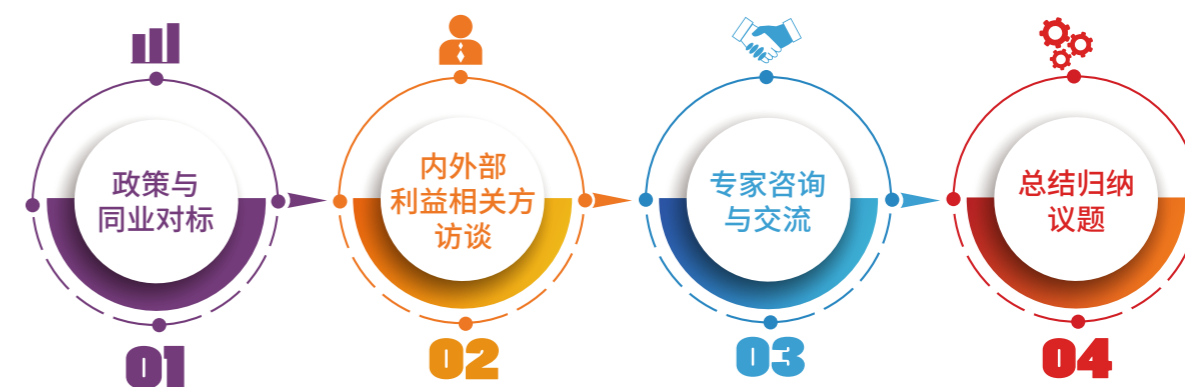 政策与
同业对标
01
内外部
利益相关方
访谈
02
专家咨询
与交流
03
总结归纳
议题
04